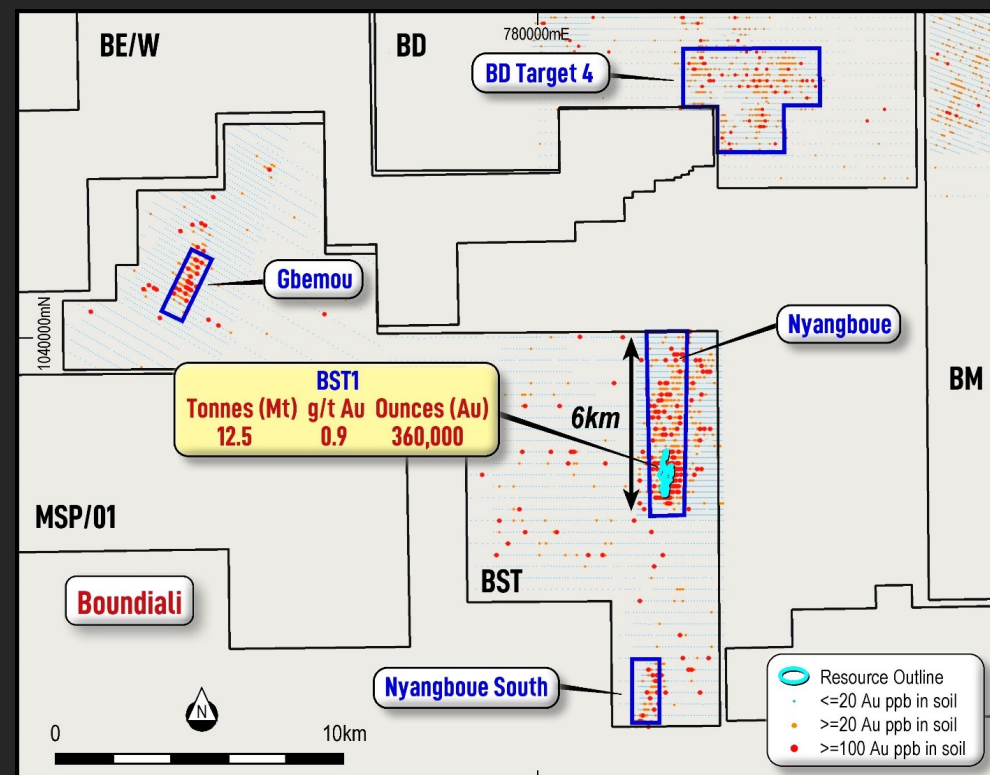 BE/W
BD
780000mE
BD Target 4
Gbemou
1040000mN
Nyangboue
BST1
Tonnes (Mt) g/t Au Ounces (Au)
12.5 0.9 360,000
6km
BM
MSP/01
BST
Boundiali
Nyangboue South
N
0 10km
Resource Outline
<=20 Au ppb in soil
>=20 Au ppb in soil
>=100 Au ppb in soil